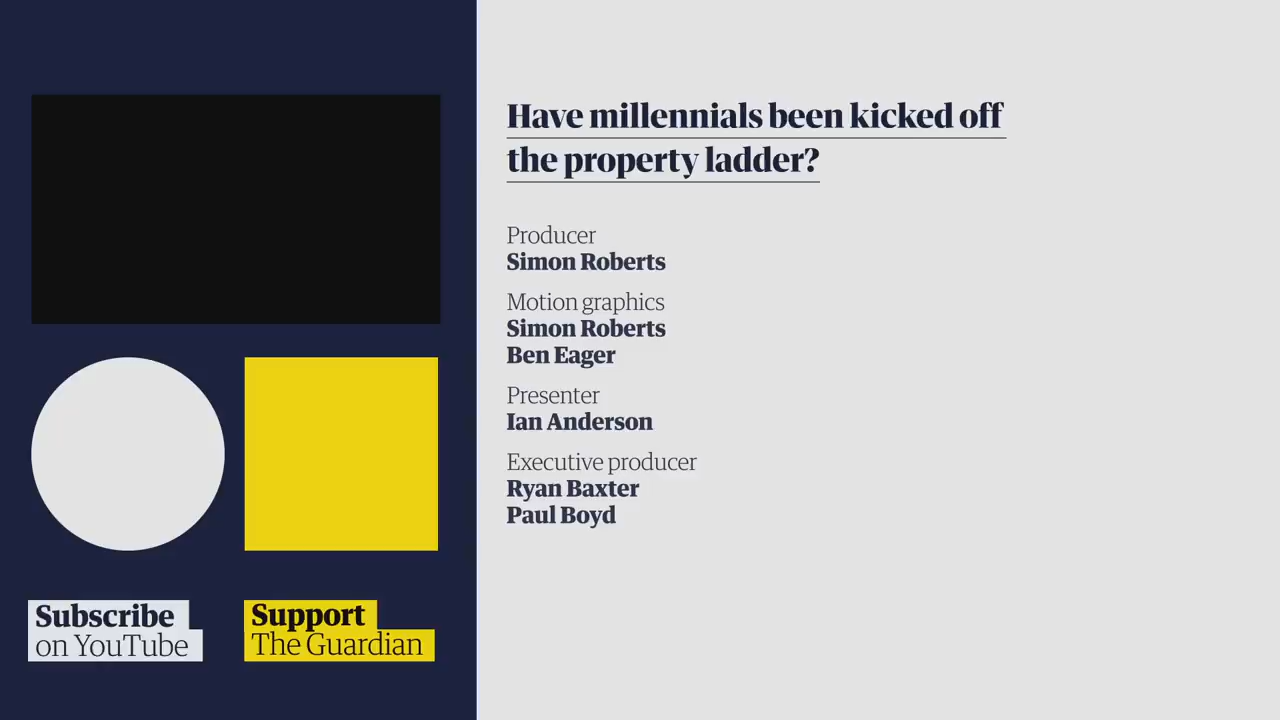 Have millennials been kicked off
the property ladder?
Producer
Simon Roberts
Motion graphics
Simon Roberts
Ben Eager
Presenter
Ian Anderson
Executive producer
Ryan Baxter
Paul Boyd
Subscribe
on YouTube
Support
The Guardian